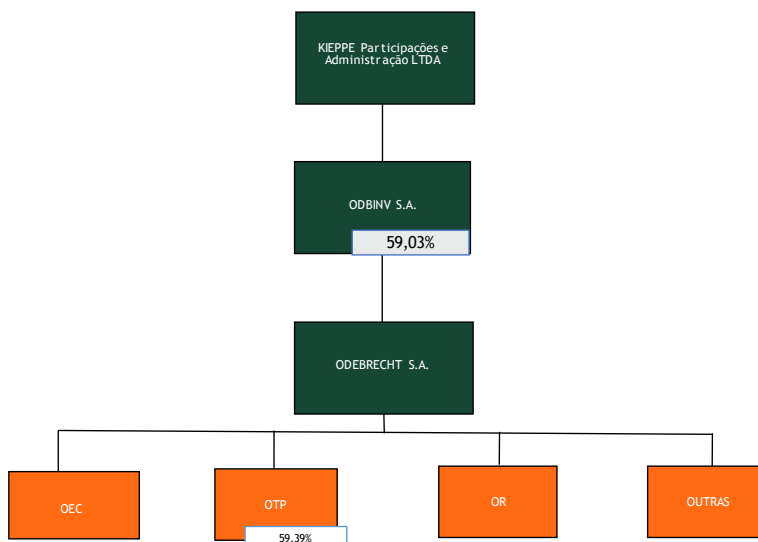 KIEPPE Participações e
Administração LTDA
ODBINV S.A.
59,03%
ODEBRECHT S.A.
OEC
OTP
OR
OUTRAS
59,39%